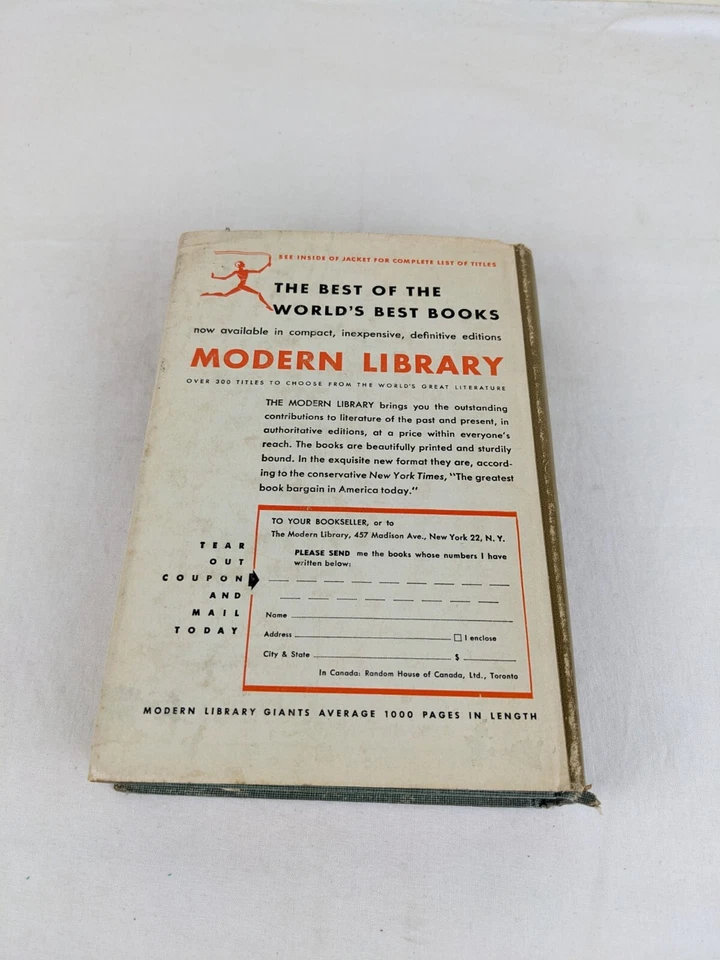 SEE INSIDE OF JACKET FOR COMPLETE LIST OF TITLES
THE BEST OF THE
WORLD'S BEST BOOKS
now available in compact, inexpensive, definitive editions
MODERN LIBRARY
OVER 300 TITLES TO CHOOSE FROM THE WORLD'S GREAT LITERATURE
THE MODERN LIBRARY brings you the outstanding
contributions to literature of the past and present, in
authoritative editions, at a price within everyone's
reach. The books are beautifully printed and sturdily
bound. In the exquisite new format they are, accord-
ing to the conservative New York Times, "The greatest
book bargain in America today."
TEAR
OUT
COUPON
AND
MAIL
TODAY
TO YOUR BOOKSELLER, or to
The Modern Library, 457 Madison Ave., New York 22, N. Y.
PLEASE SEND me the books whose numbers I have
written below:
Name
Address I enclose
City & State $
In Canada: Random House of Canada, Ltd., Toronto
MODERN LIBRARY GIANTS AVERAGE 1000 PAGES IN LENGTH